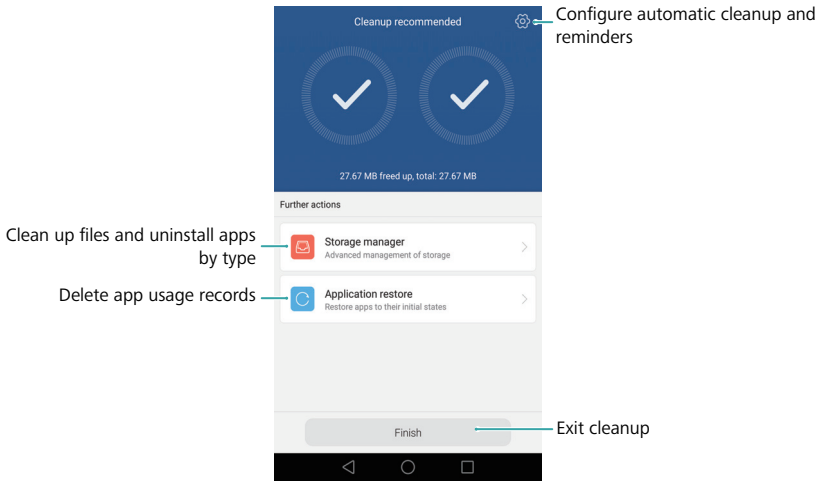 Cleanup recommended
Configure automatic cleanup and
reminders
27.67 MB freed up, total: 27.67 MB
Further actions
Clean up files and uninstall apps
by type
Storage manager
Advanced management of storage
Delete app usage records
Application restore
Restore apps to their initial states
Finish
Exit cleanup